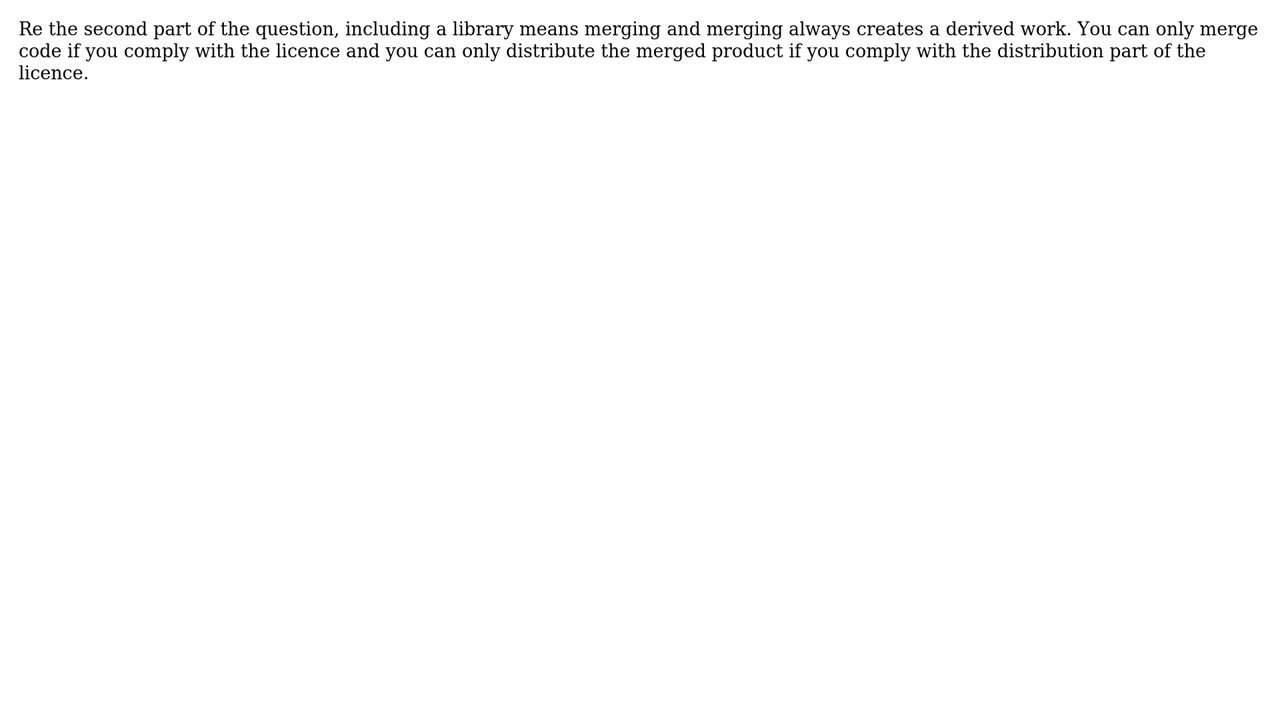 Re the second part of the question, including a library means merging and merging always creates a derived work. You can only merge
code if you comply with the licence and you can only distribute the merged product if you comply with the distribution part of the
licence.